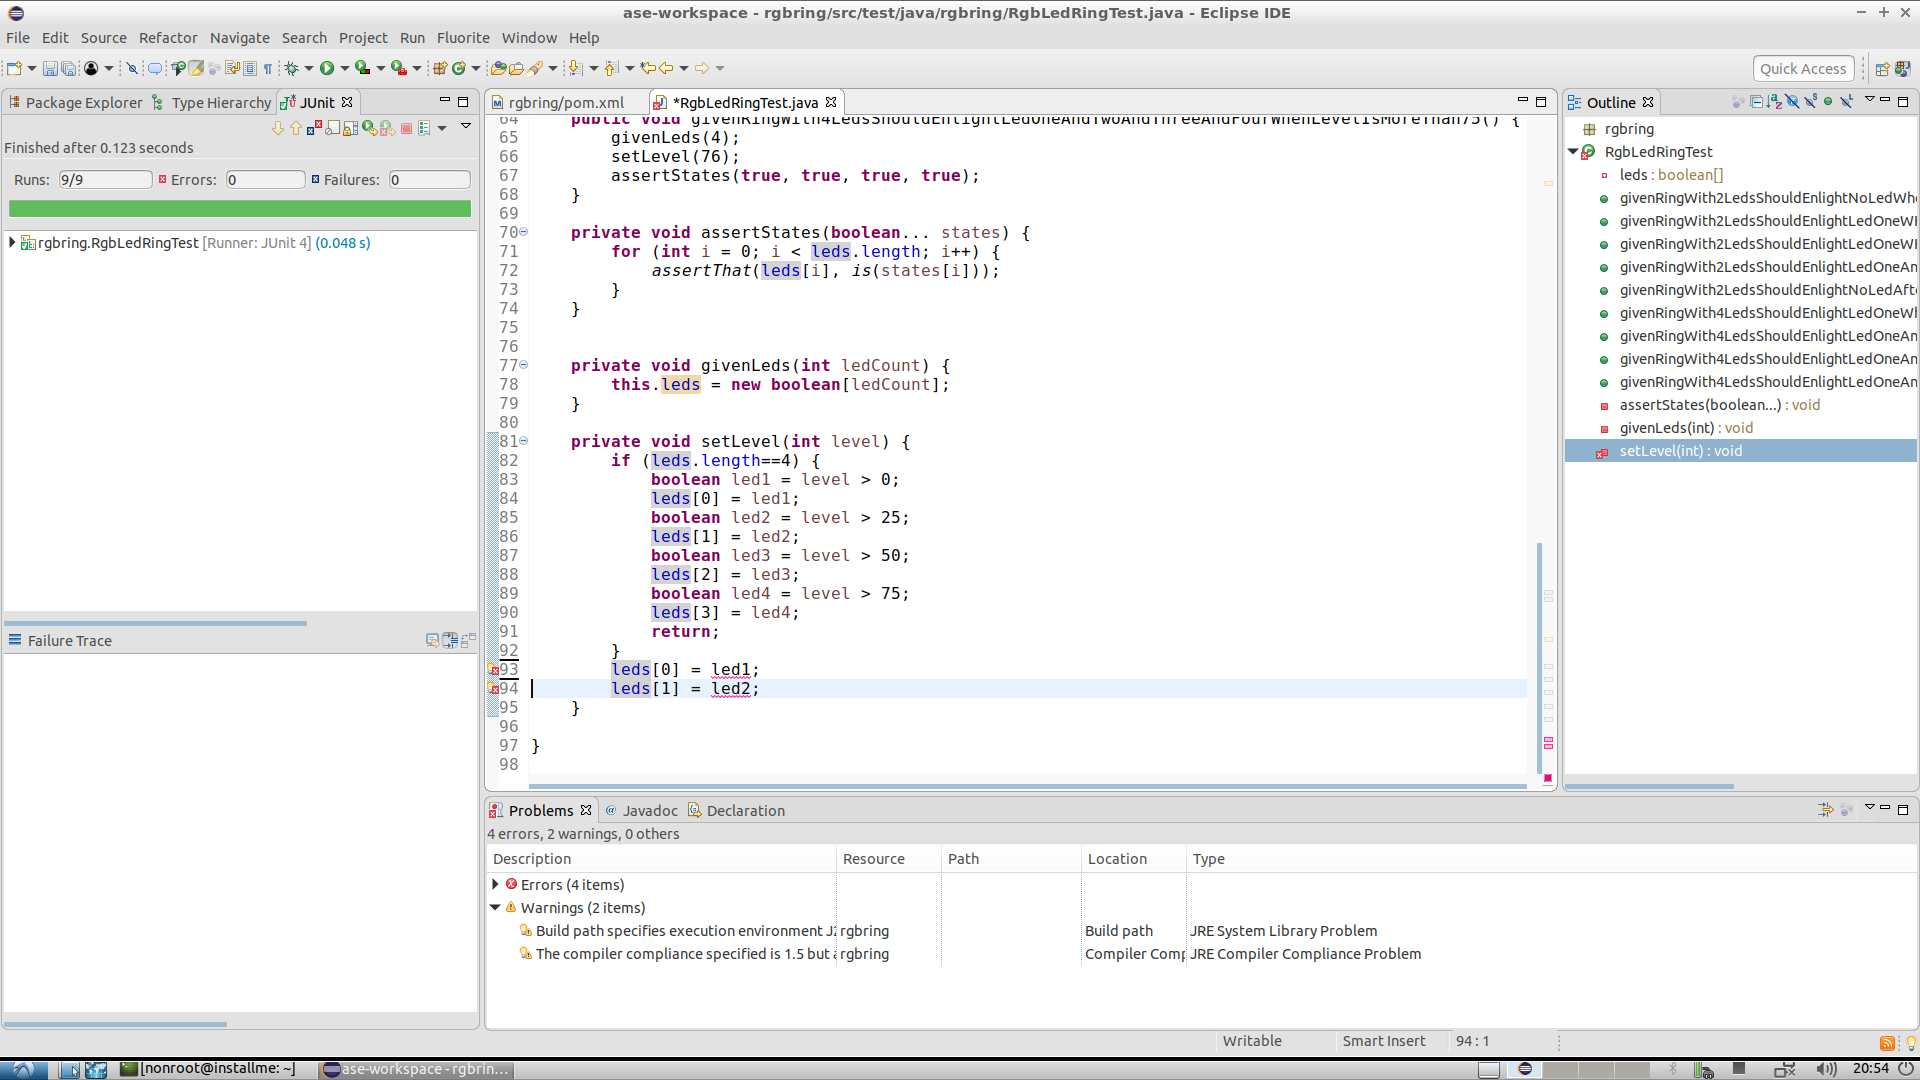 ase-workspace - rgbring/src/test/java/rgbring/RgbLedRingTest.java - Eclipse IDE
File Edit Source Refactor Navigate Search Project Run Fluorite Window Help
Quick Access
Package Explorer Type Hierarchy JUnit
Finished after 0.123 seconds
Runs: 9/9 Errors: 0 Failures: 0
rgbring.RgbLedRingTest [Runner: JUnit 4] (0.048 s)
Failure Trace
rgbring/pom.xml *RgbLedRingTest.java
64 public void givenRingWith4LedsShouldEnlightLedOneAndTwoAndThreeAndFourWhenLevelIsMoreThan75() {
65 givenLeds(4);
66 setLevel(76);
67 assertStates(true, true, true, true);
68 }
69
70 private void assertStates(boolean... states) {
71 for (int i = 0; i < leds.length; i++) {
72 assertThat(leds[i], is(states[i]));
73 }
74 }
75
76
77 private void givenLeds(int ledCount) {
78 this.leds = new boolean[ledCount];
79 }
80
81 private void setLevel(int level) {
82 if (leds.length==4) {
83 boolean led1 = level > 0;
84 leds[0] = led1;
85 boolean led2 = level > 25;
86 leds[1] = led2;
87 boolean led3 = level > 50;
88 leds[2] = led3;
89 boolean led4 = level > 75;
90 leds[3] = led4;
91 return;
92 }
93 leds[0] = led1;
94 leds[1] = led2;
95 }
96
97 }
98
Outline
rgbring
RgbLedRingTest
leds : boolean[]
givenRingWith2LedsShouldEnlightNoLedWh
givenRingWith2LedsShouldEnlightLedOneW
givenRingWith2LedsShouldEnlightLedOneW
givenRingWith2LedsShouldEnlightLedOneAn
givenRingWith2LedsShouldEnlightNoLedAft
givenRingWith4LedsShouldEnlightLedOneW
givenRingWith4LedsShouldEnlightLedOneAn
givenRingWith4LedsShouldEnlightLedOneAn
givenRingWith4LedsShouldEnlightLedOneAn
assertStates(boolean...) : void
givenLeds(int) : void
setLevel(int) : void
Problems Javadoc Declaration
4 errors, 2 warnings, 0 others
Description Resource Path Location Type
Errors (4 items)
Warnings (2 items)
Build path specifies execution environment J rgbring Build path JRE System Library Problem
The compiler compliance specified is 1.5 but rgbring Compiler Comp JRE Compiler Compliance Problem
Writable Smart Insert 94 : 1
[nonroot@installme: ~] ase-workspace - rgbrin... 20:54